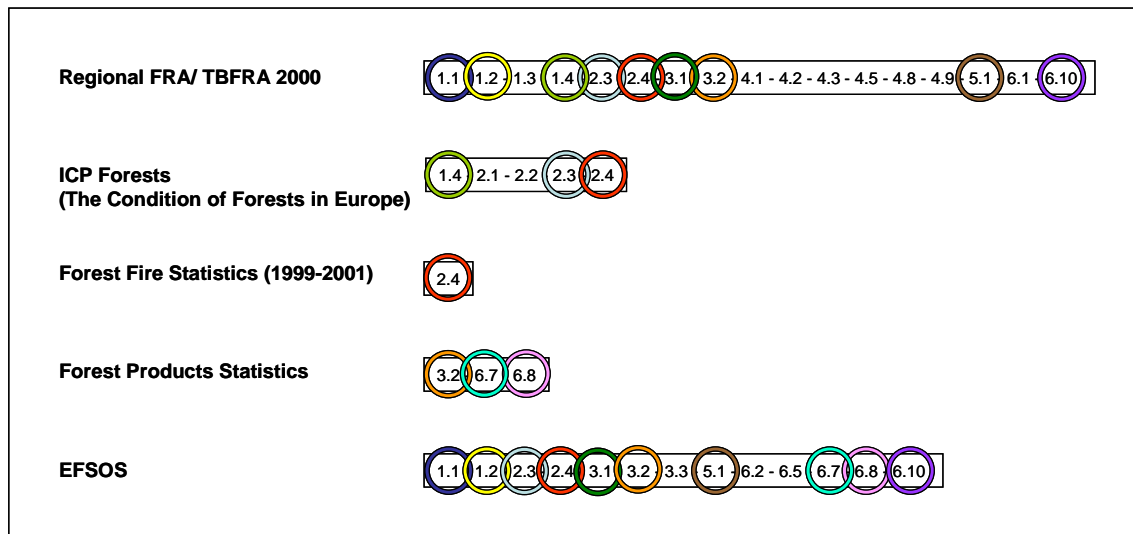 Regional FRA/ TBFRA 2000
1.1 1.2 - 1.3 1.4 2.3 2.4 3.1 3.2 - 4.1 - 4.2 - 4.3 - 4.5 - 4.8 - 4.9 - 5.1 - 6.1 - 6.10
ICP Forests
(The Condition of Forests in Europe)
1.4 - 2.1 - 2.2 2.3 2.4
Forest Fire Statistics (1999-2001)
2.4
Forest Products Statistics
3.2 - 6.7 6.8
EFSOS
1.1 1.2 - 2.3 - 2.4 3.1 3.2 - 3.3 5.1 - 6.2 - 6.5 6.7 - 6.8 - 6.10